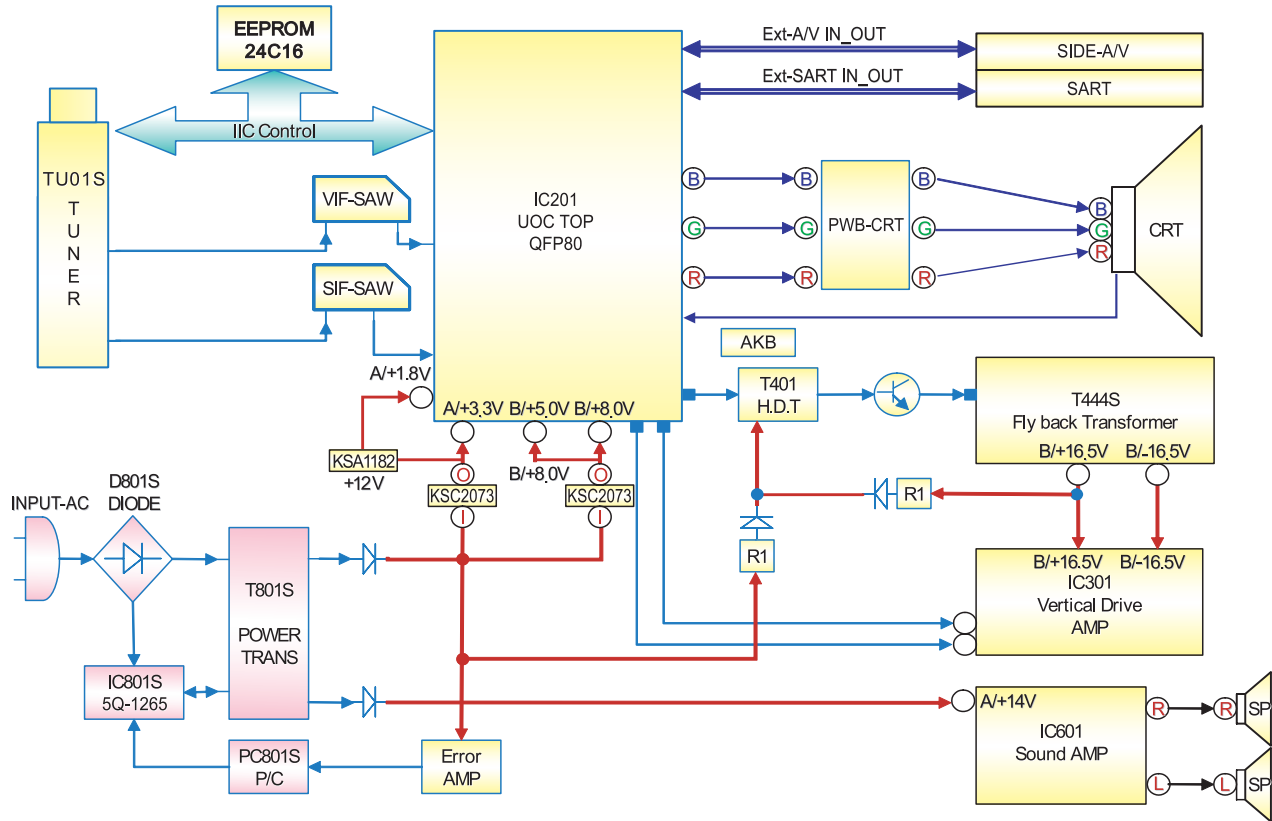 EEPROM
24C16
IIC Control
TU01S
TUNER
VIF-SAW
SIF-SAW
IC201
UOC TOP
QFP80
Ext-A/V IN_OUT
SIDE-A/V
Ext-SART IN_OUT
SART
B
B
B
B
G
G
G
G
R
R
R
R
PWB-CRT
CRT
AKB
T401
H.D.T
T444S
Fly back Transformer
B/+16.5V
B/-16.5V
A/+1.8V
A/+3.3V
B/+5.0V
B/+8.0V
KSA1182
+12V
B/+8.0V
O
O
KSC2073
KSC2073
I
I
R1
R1
INPUT-AC
D801S
DIODE
T801S
POWER
TRANS
IC801S
5Q-1265
PC801S
P/C
Error
AMP
B/+16.5V
B/-16.5V
IC301
Vertical Drive
AMP
A/+14V
IC601
Sound AMP
R
R
SP
L
L
SP